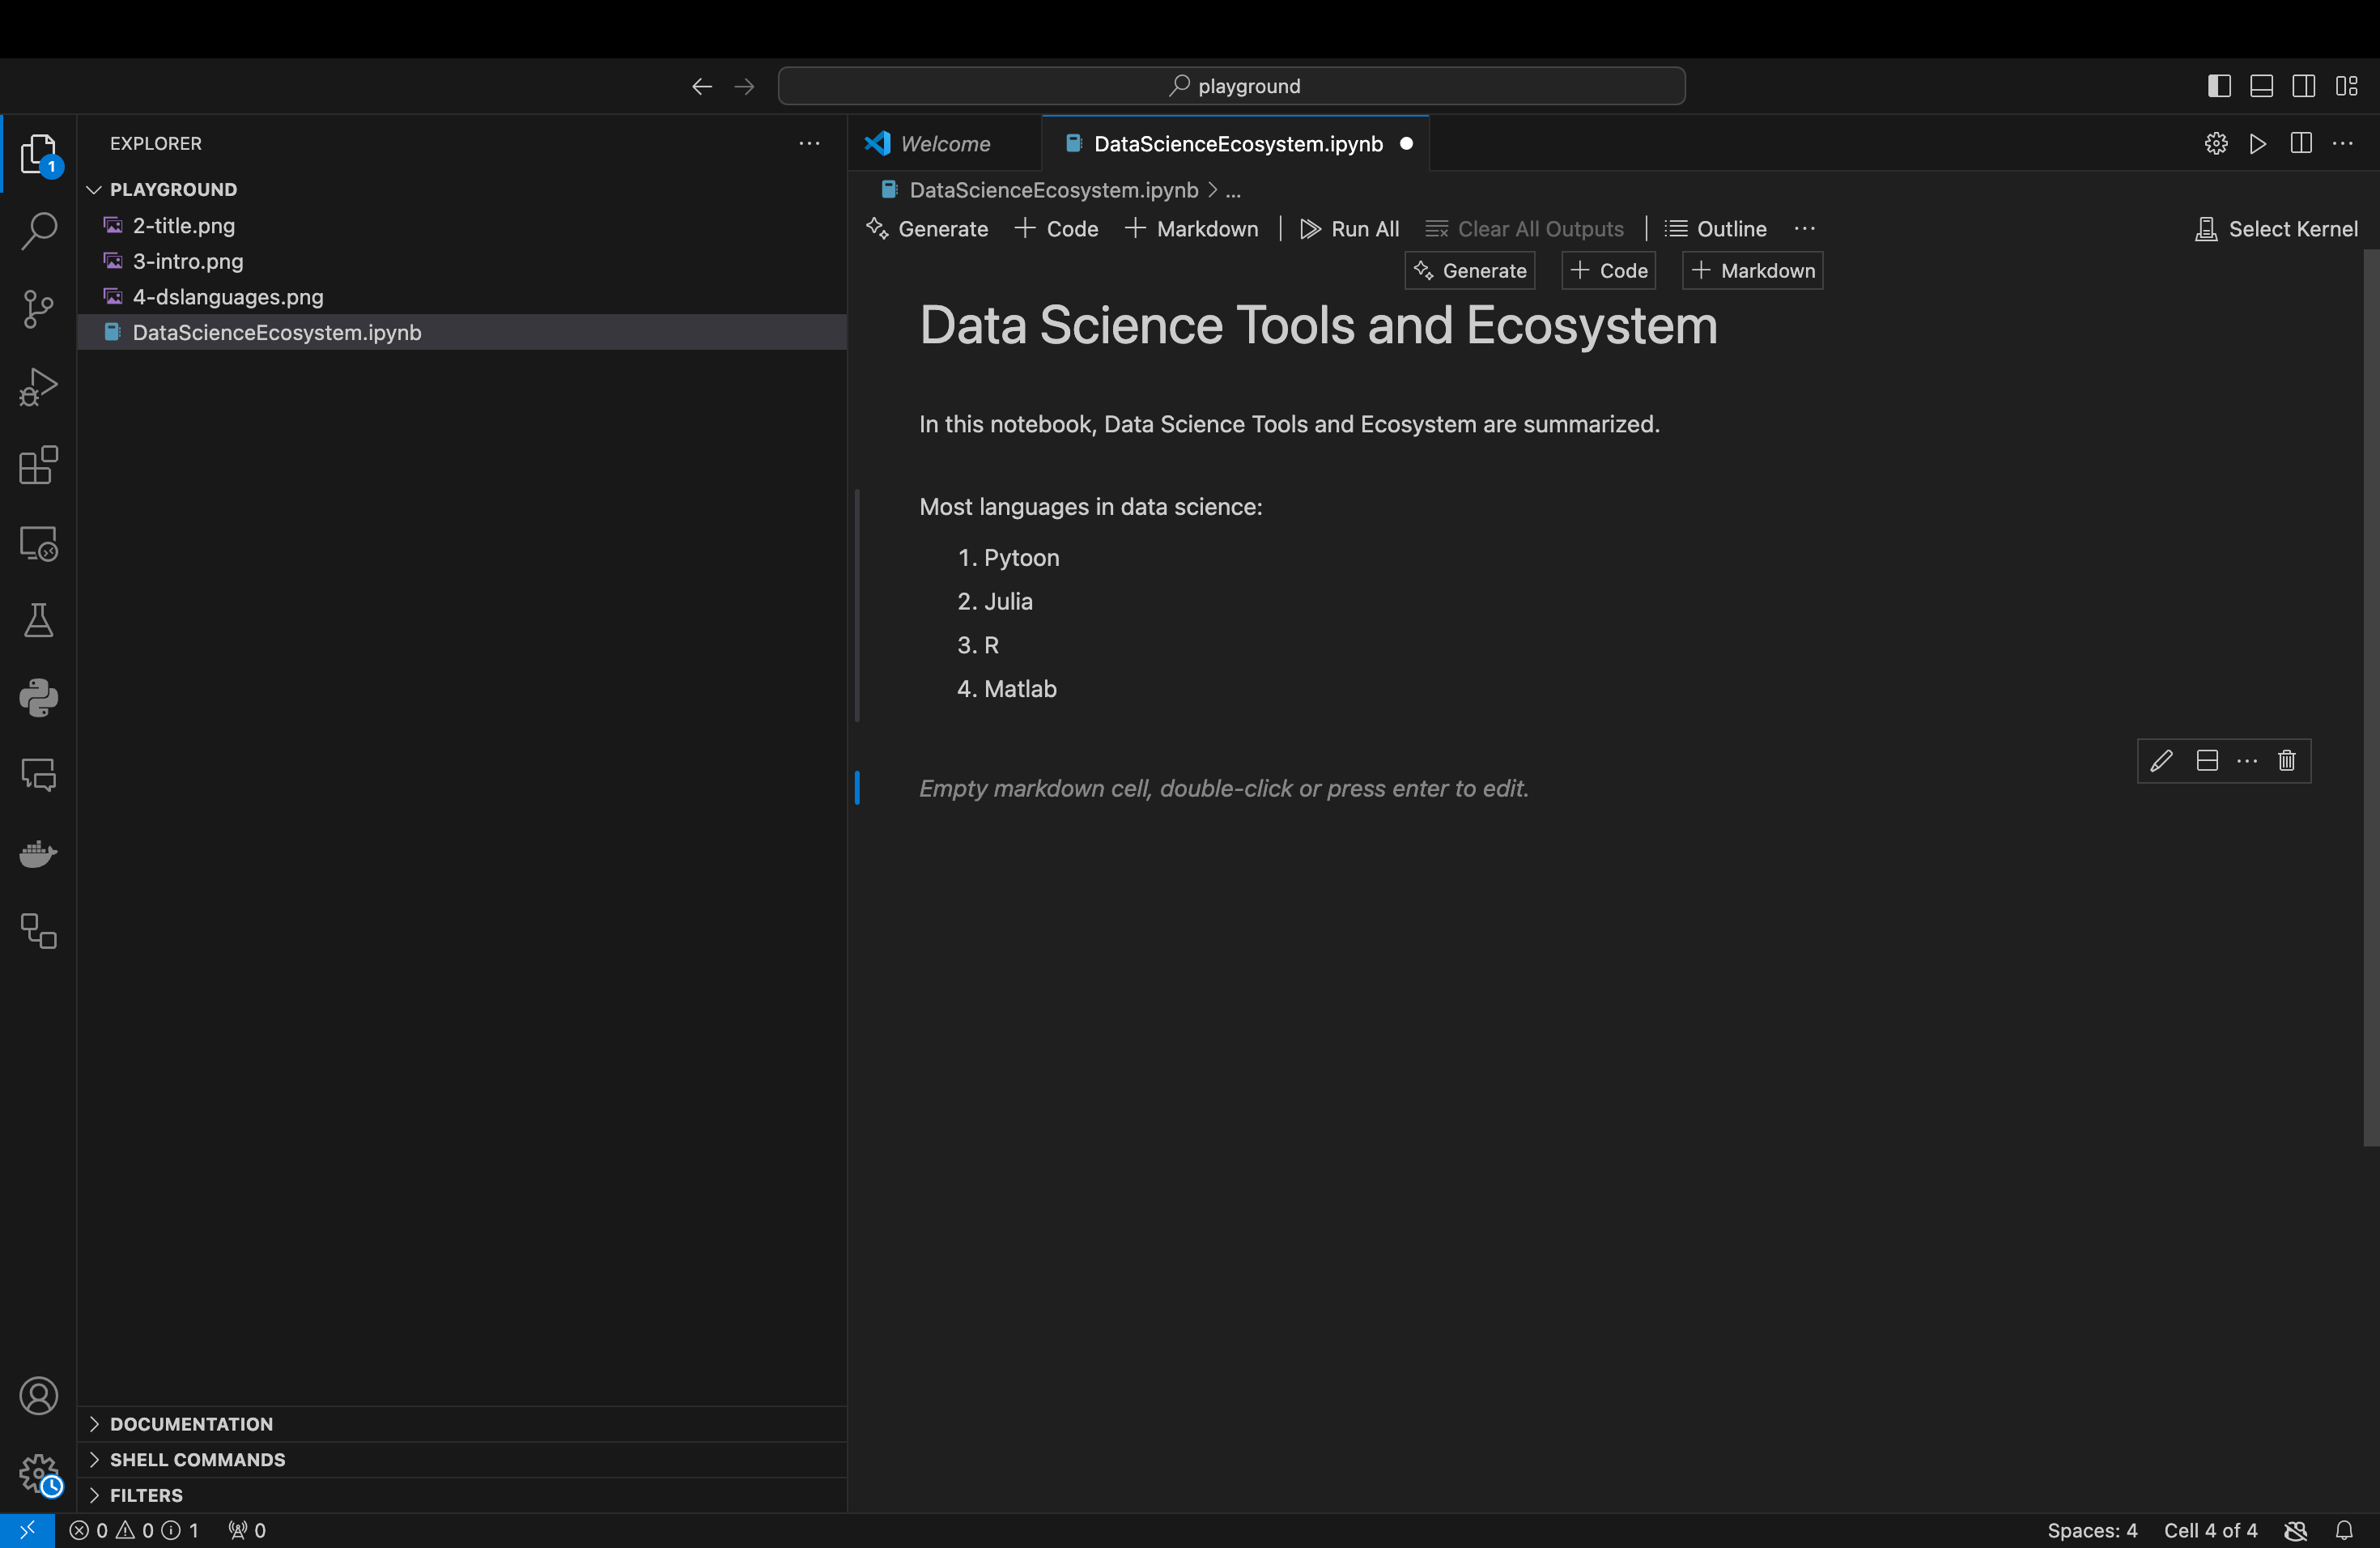 playground
EXPLORER
PLAYGROUND
2-title.png
3-intro.png
4-dslanguages.png
DataScienceEcosystem.ipynb
DOCUMENTATION
SHELL COMMANDS
FILTERS
1
Welcome
DataScienceEcosystem.ipynb
DataScienceEcosystem.ipynb > ...
Generate + Code + Markdown | Run All Clear All Outputs | Outline ... Select Kernel
Generate + Code + Markdown
Data Science Tools and Ecosystem
In this notebook, Data Science Tools and Ecosystem are summarized.
Most languages in data science:
1. Pytoon
2. Julia
3. R
4. Matlab
Empty markdown cell, double-click or press enter to edit.
0 0 1 0
Spaces: 4 Cell 4 of 4